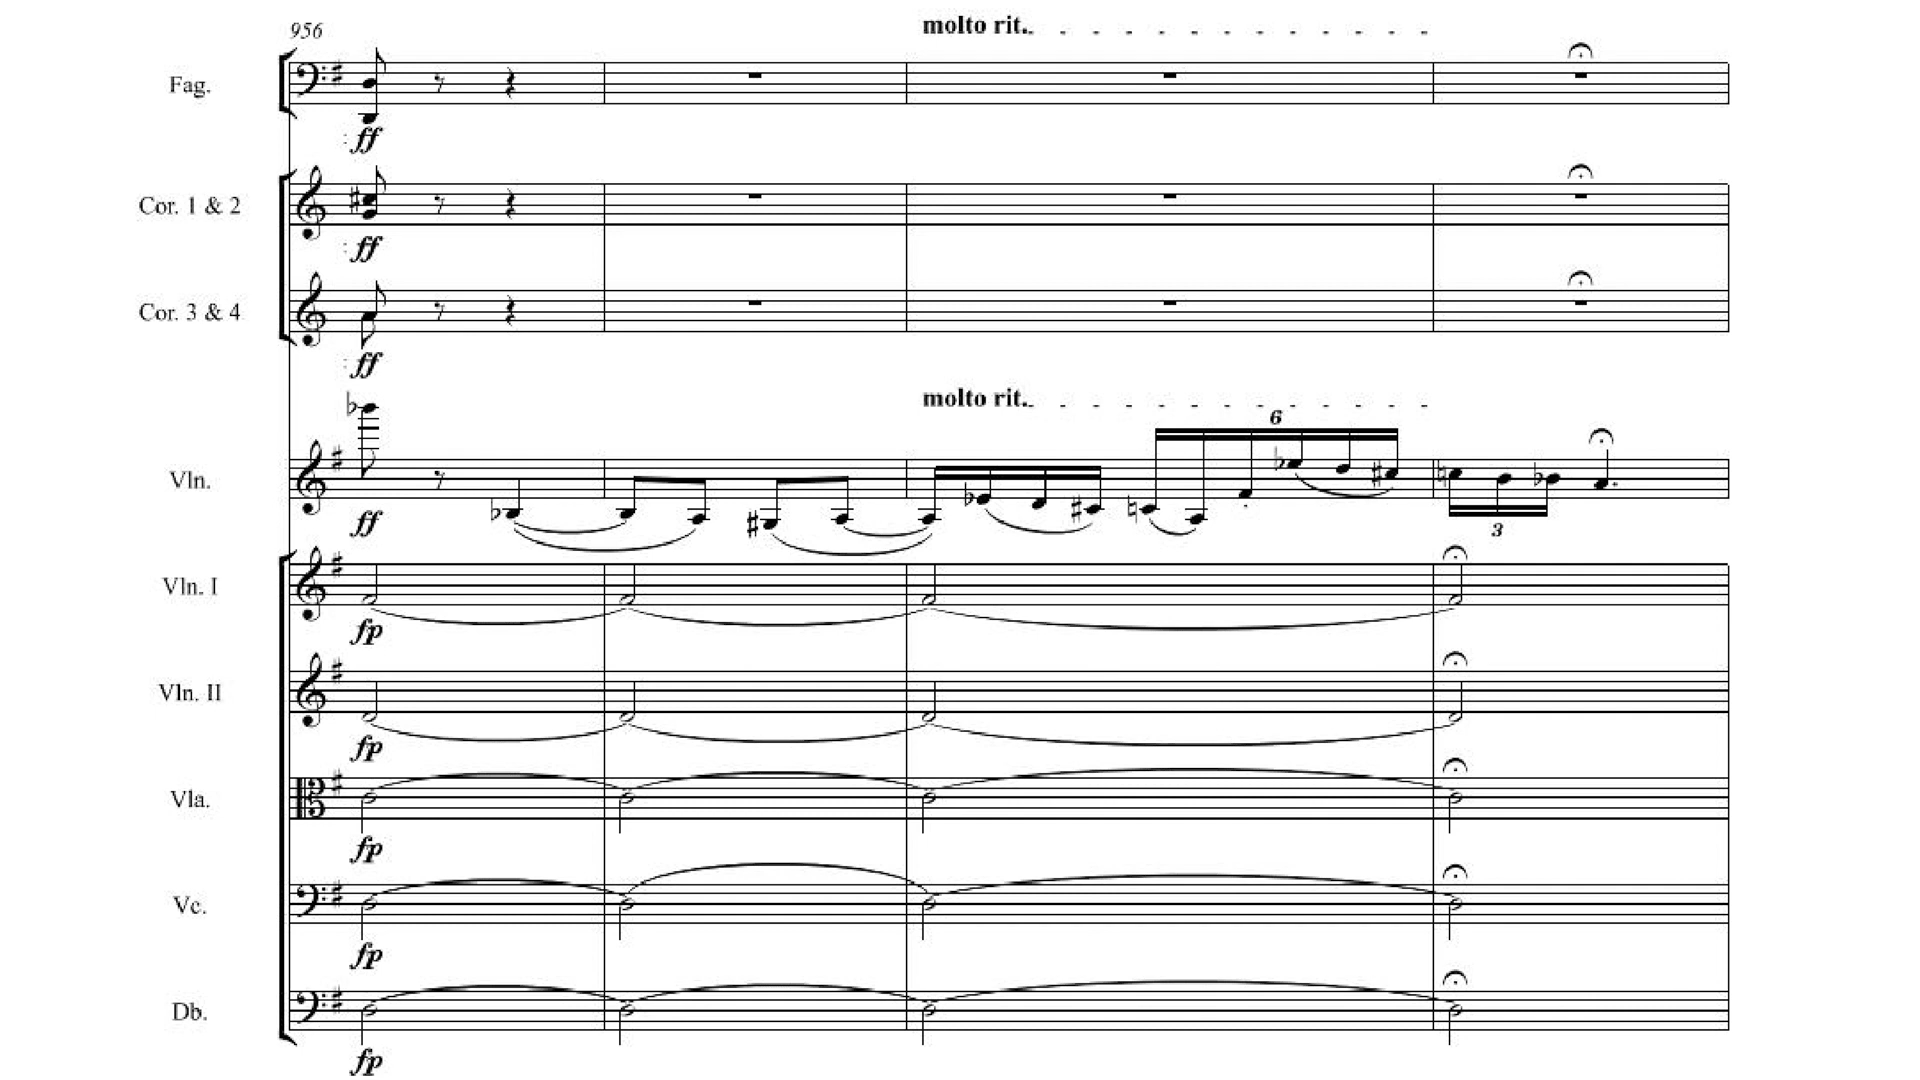 956
molto rit.
Fag.
ff
Cor. 1 & 2
ff
Cor. 3 & 4
ff
molto rit.
6
Vln.
ff
3
Vln. I
fp
Vln. II
fp
Vla.
fp
Vc.
fp
Db.
fp